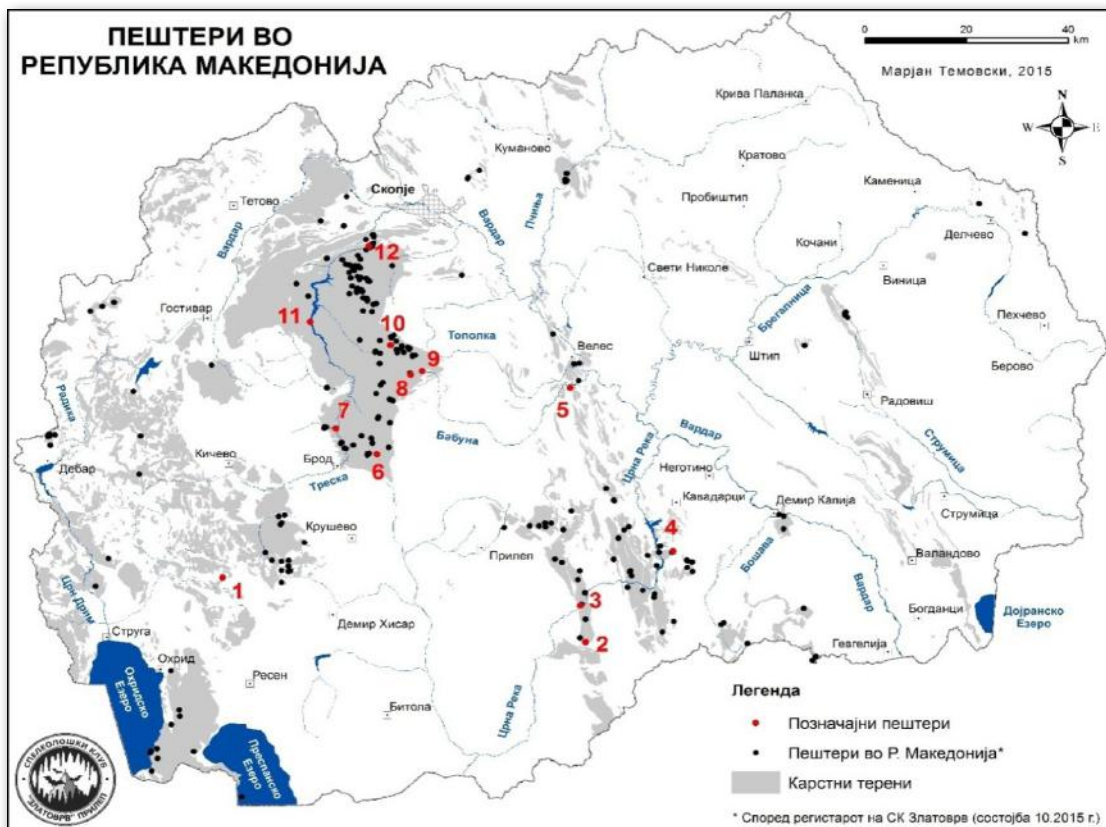 ПЕШТЕРИ ВО
РЕПУБЛИКА МАКЕДОНИЈА
0 20 40
km
Марјан Темовски, 2015
N
W E
S
Крива Паланка
Куманово
Кратово
Каменица
Пробиштип
Тетово
Скопје
Вардар
Вардар
Пчиња
Делчево
Кочани
Виница
Свети Николе
12
Брегалница
Пехчево
Гостивар
11
10
Тополка
9
Велес
Штип
Берово
8
Радика
5
Радовиш
7
Бабуна
Струмица
Вардар
Црна Река
Кичево
Брод
6
Неготино
Дебар
Треска
Кавадарци
Демир Капија
Струмица
Крушево
4
Прилеп
Бошава
Валандово
1
Црн Дрим
3
Вардар
Богданци
Дојранско
Езеро
Струга
Демир Хисар
2
Гевгелија
Охрид
Ресен
Охридско
Езеро
Битола
Црна Река
Преспанско
Езеро
Легенда
Позначајни пештери
Пештери во Р. Македонија*
Карстни терени
СПЕЛЕОЛОШКИ КЛУБ
"ЗЛАТОВРВ" ПРИЛЕП
* Според регистарот на СК Златоврв (состојба 10.2015 г.)